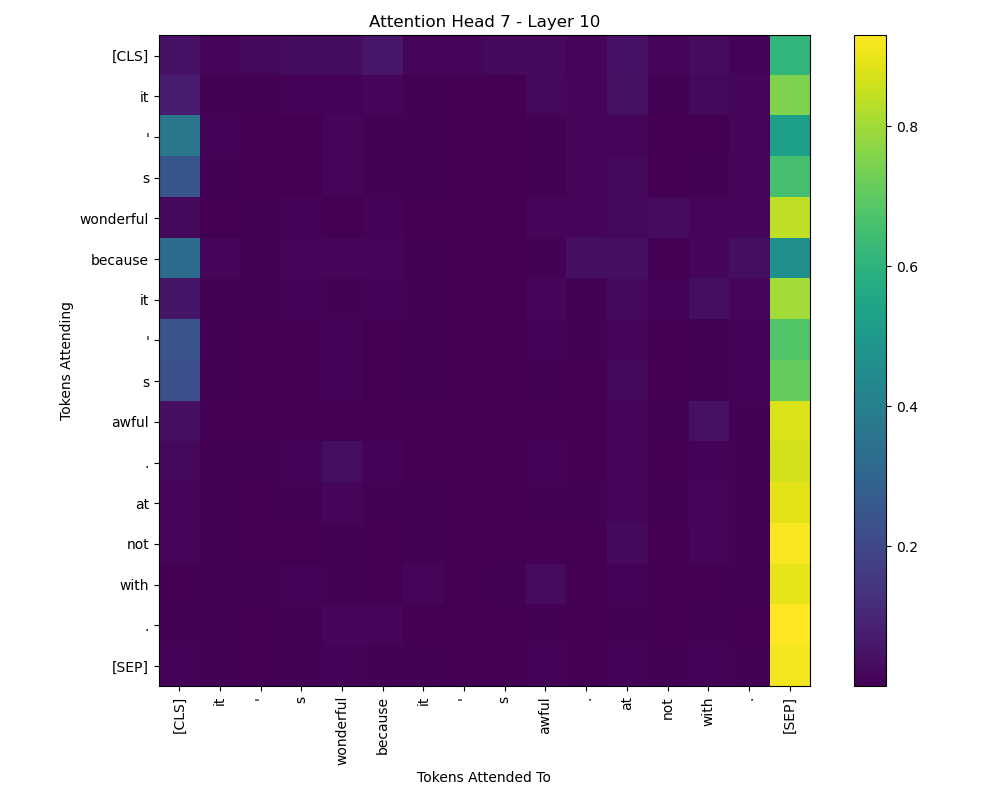 Attention Head 7 - Layer 10
Tokens Attending
[CLS]
it
'
s
wonderful
because
it
'
s
awful
.
at
not
with
.
[SEP]
[CLS]
it
'
s
wonderful
because
it
'
s
awful
.
at
not
with
.
[SEP]
Tokens Attended To
0.8
0.6
0.4
0.2